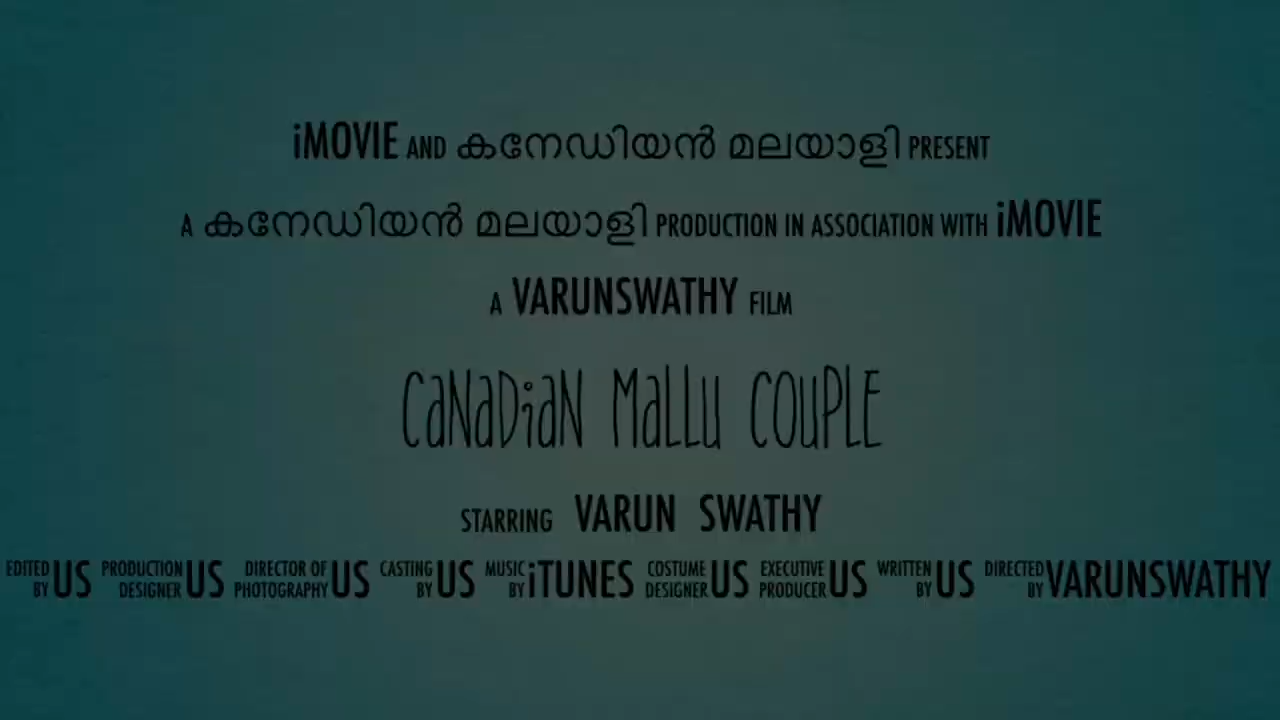 iMOVIE AND കനേഡിയൻ മലയാളി PRESENT
A കനേഡിയൻ മലയാളി PRODUCTION IN ASSOCIATION WITH iMOVIE
A VARUNSWATHY FILM
CaNaDiaN MaLLU COUPLE
STARRING VARUN SWATHY
EDITED BY US PRODUCTION DESIGNER US DIRECTOR OF PHOTOGRAPHY US CASTING BY US MUSIC BY iTUNES COSTUME DESIGNER US EXECUTIVE PRODUCER US WRITTEN BY US DIRECTED BY VARUNSWATHY